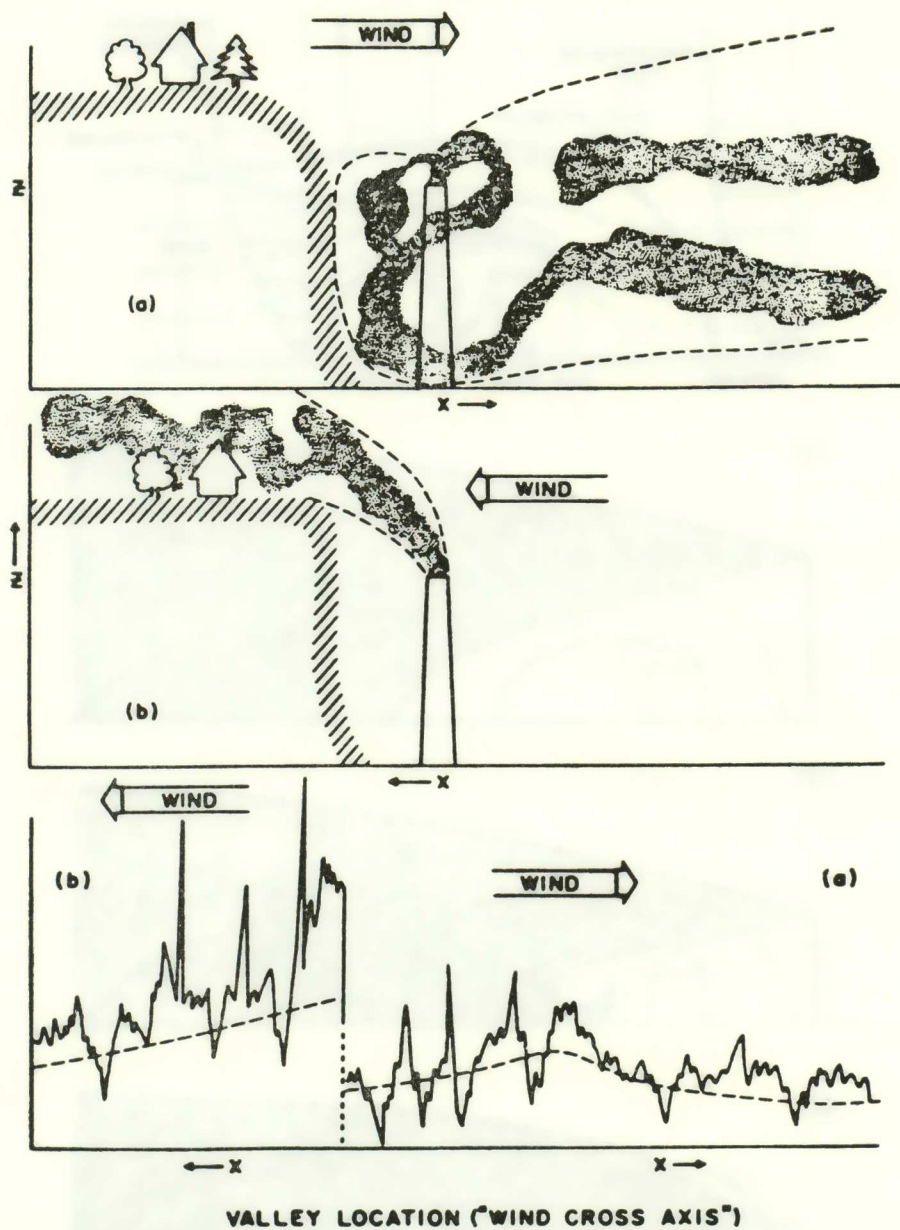 WIND
Z
(a)
X →
WIND
Z →
(b)
← X
WIND
(b)
WIND
(a)
← X
X →
VALLEY LOCATION ("WIND CROSS AXIS")